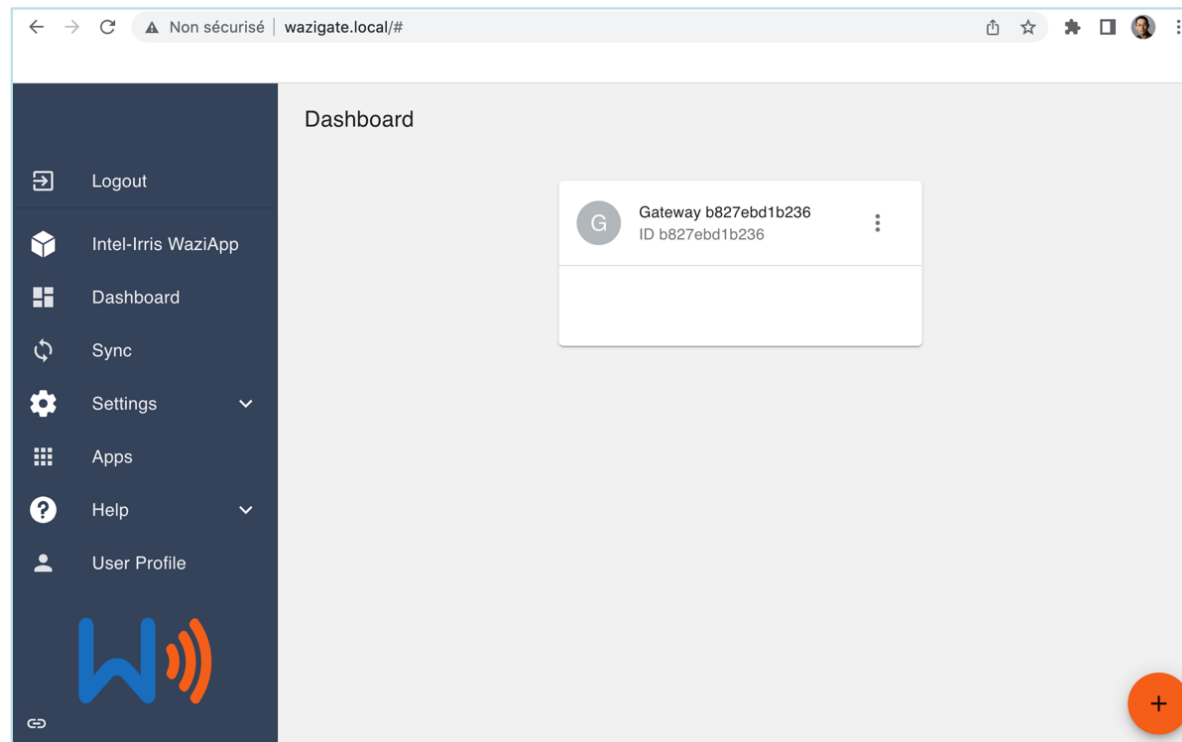 Non sécurisé | wazigate.local/#
Dashboard
Logout
G
Gateway b827ebd1b236
ID b827ebd1b236
Intel-Irris WaziApp
Dashboard
Sync
Settings
Apps
Help
User Profile
W